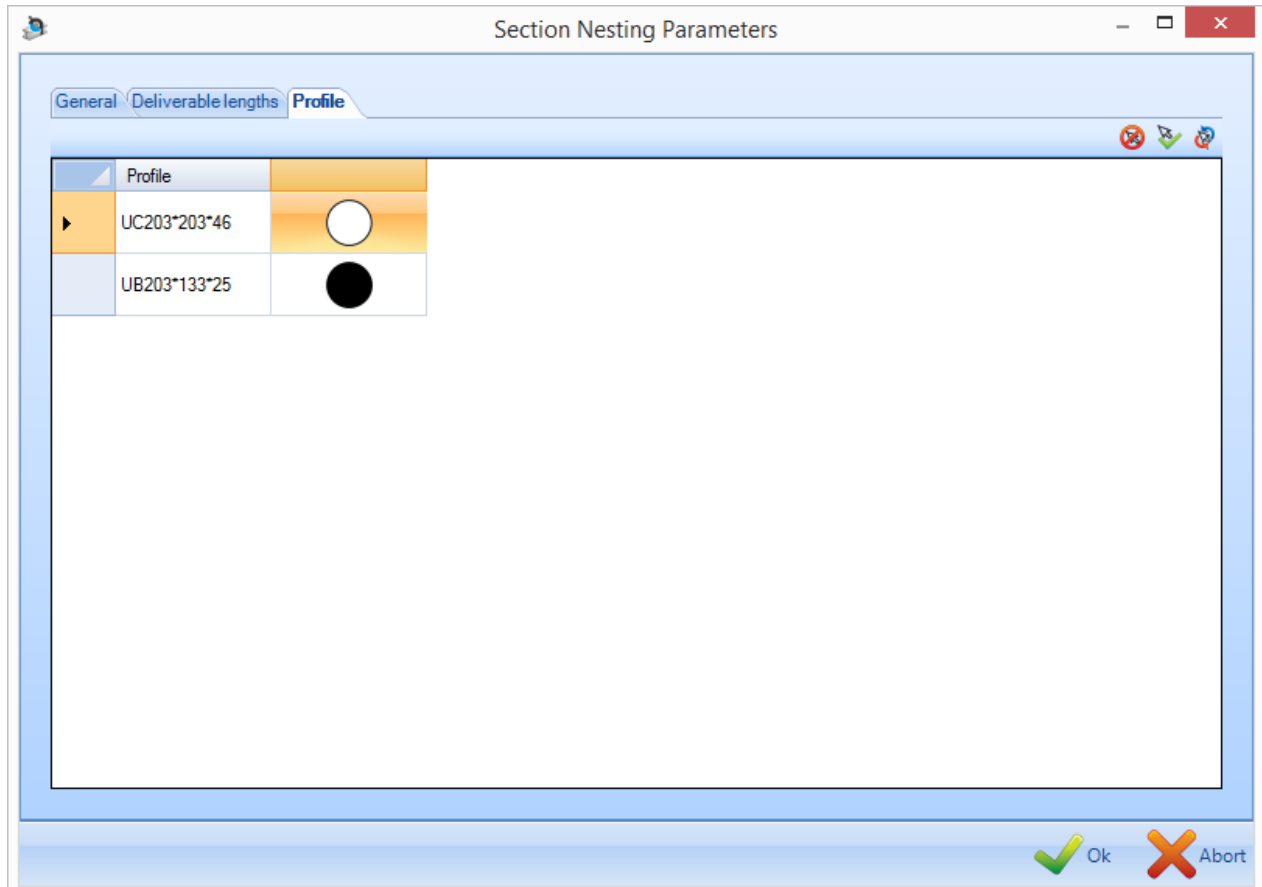 Section Nesting Parameters
General Deliverable lengths Profile
Profile
UC203*203*46
UB203*133*25
Ok Abort